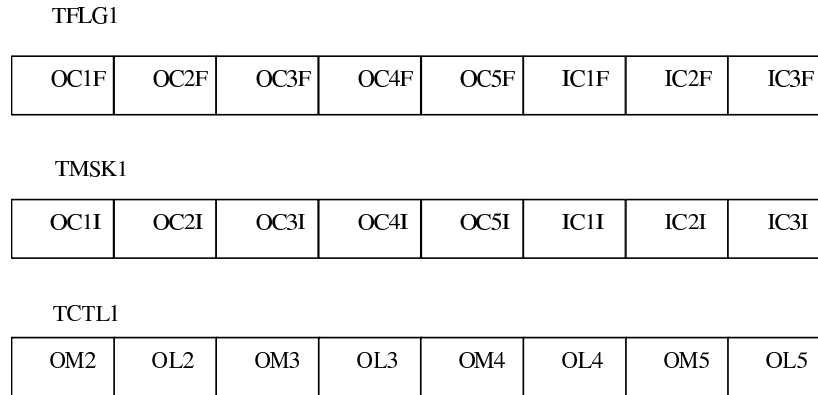 TFLG1
OC1F OC2F OC3F OC4F OC5F IC1F IC2F IC3F
TMSK1
OC1I OC2I OC3I OC4I OC5I IC1I IC2I IC3I
TCTL1
OM2 OL2 OM3 OL3 OM4 OL4 OM5 OL5